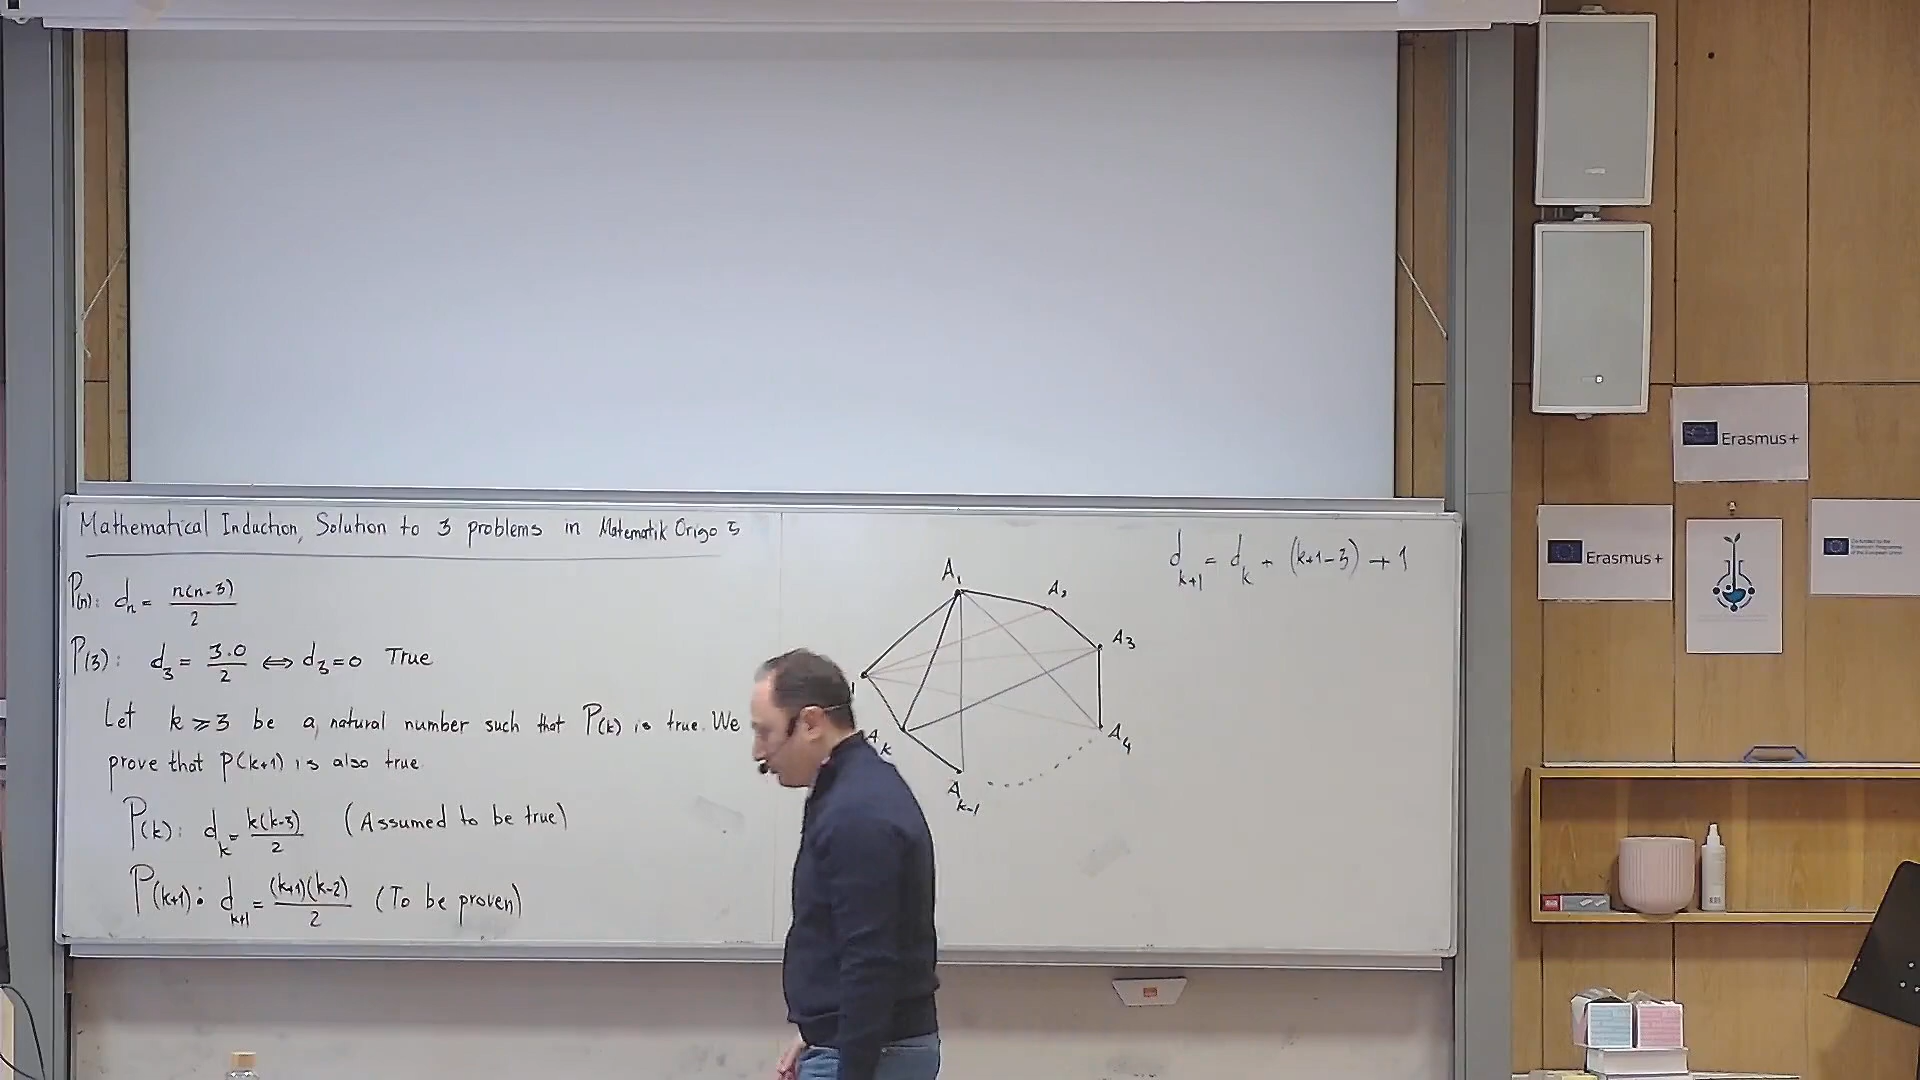 Mathematical Induction, Solution to 3 problems in Matematik Origo 5
P(n): d_n = n(n-3)/2
P(3): d_3 = 3·0/2 ⟺ d_3=0 True
Let k ⩾ 3 be a natural number such that P(k) is true. We
prove that P(k+1) is also true.
P(k): d_k = k(k-3)/2 (Assumed to be true)
P(k+1): d_k+1 = (k+1)(k-2)/2 (To be proven)
A_1
A_2
A_3
A_4
A_k-1
A_k
d_k+1 = d_k + (k+1-3) + 1
Erasmus+
Erasmus+